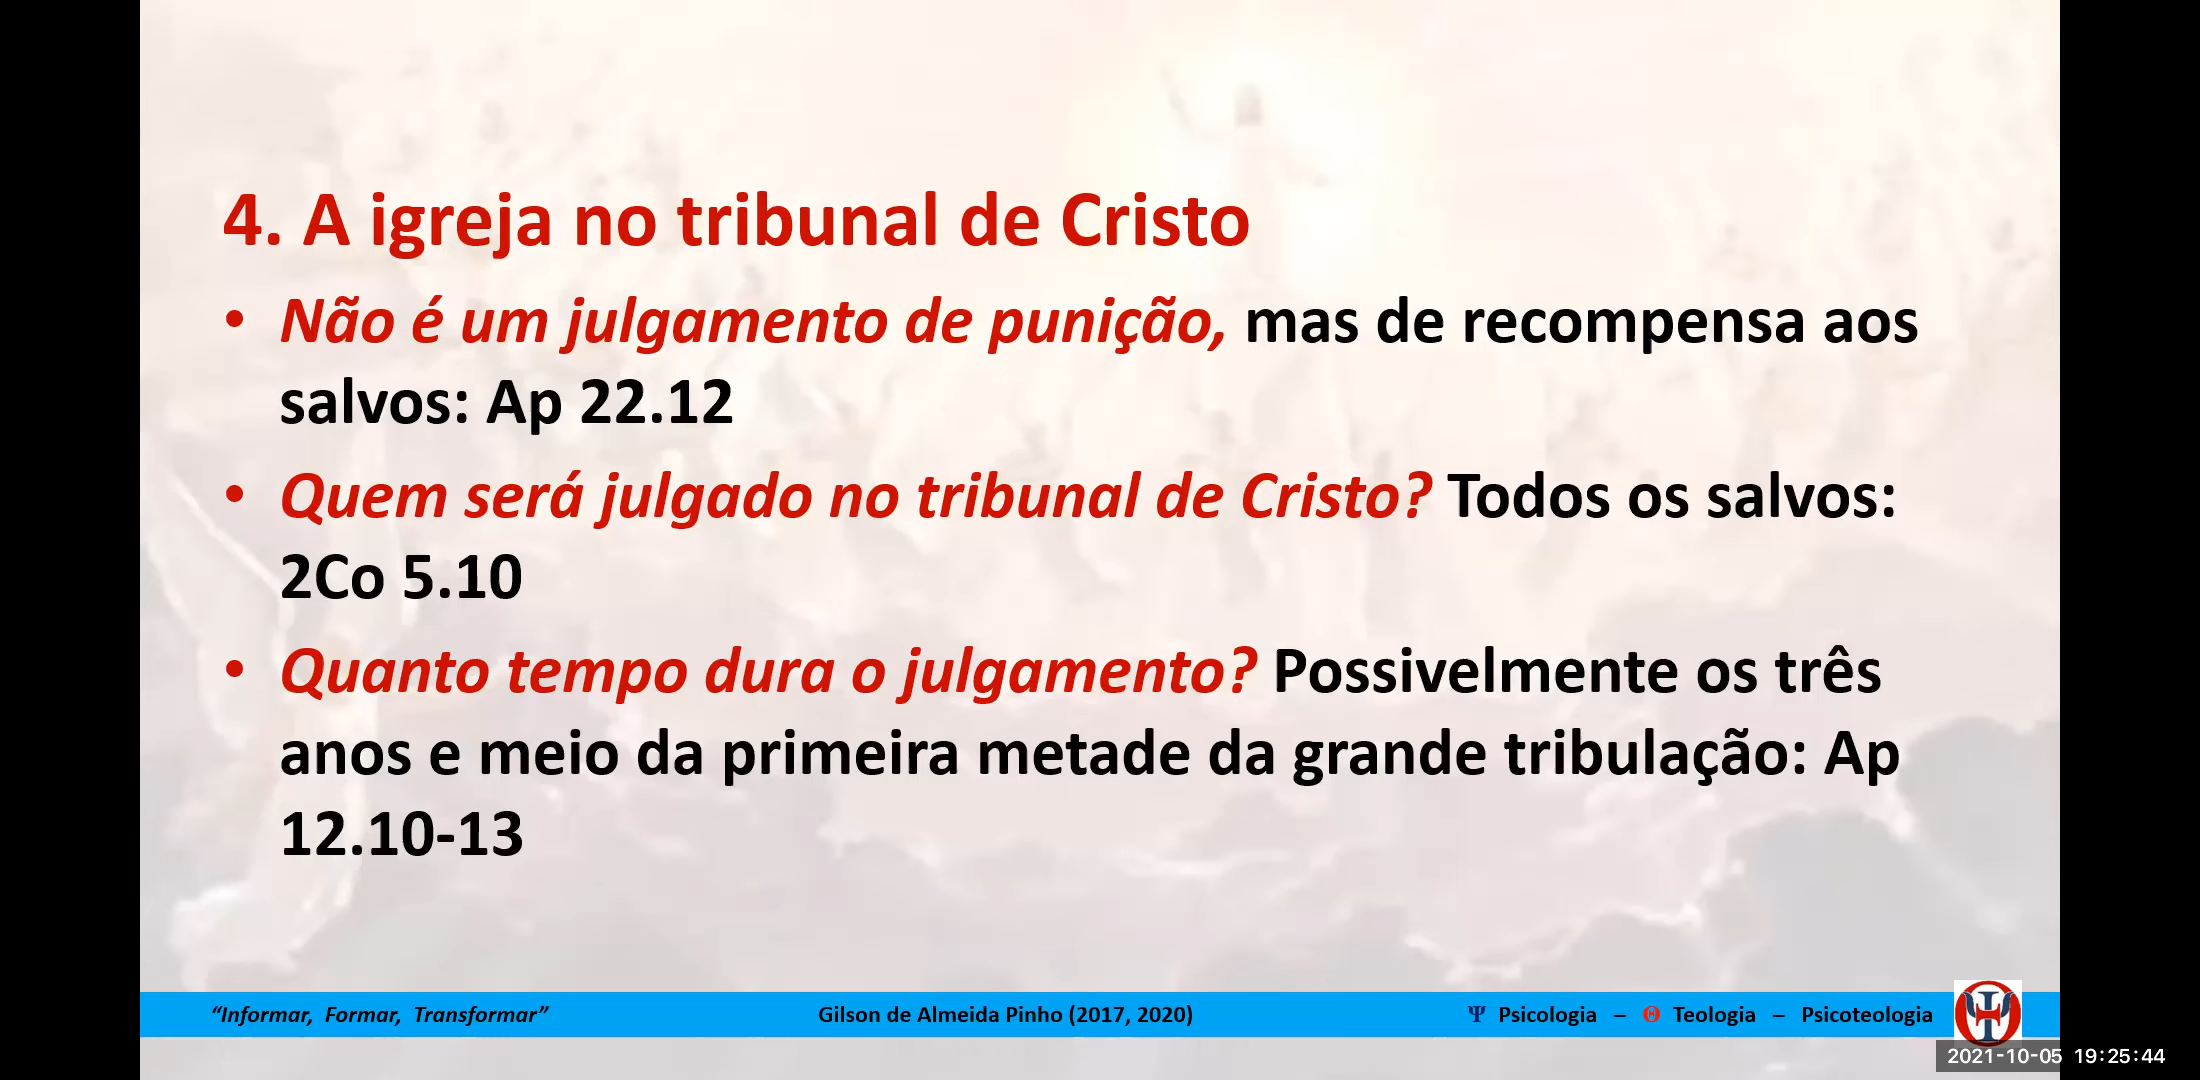 4. A igreja no tribunal de Cristo
• Não é um julgamento de punição, mas de recompensa aos
salvos: Ap 22.12
• Quem será julgado no tribunal de Cristo? Todos os salvos:
2Co 5.10
• Quanto tempo dura o julgamento? Possivelmente os três
anos e meio da primeira metade da grande tribulação: Ap
12.10-13
“Informar, Formar, Transformar”
Gilson de Almeida Pinho (2017, 2020)
Ψ Psicologia – Θ Teologia – Psicoteologia
2021-10-05 19:25:44